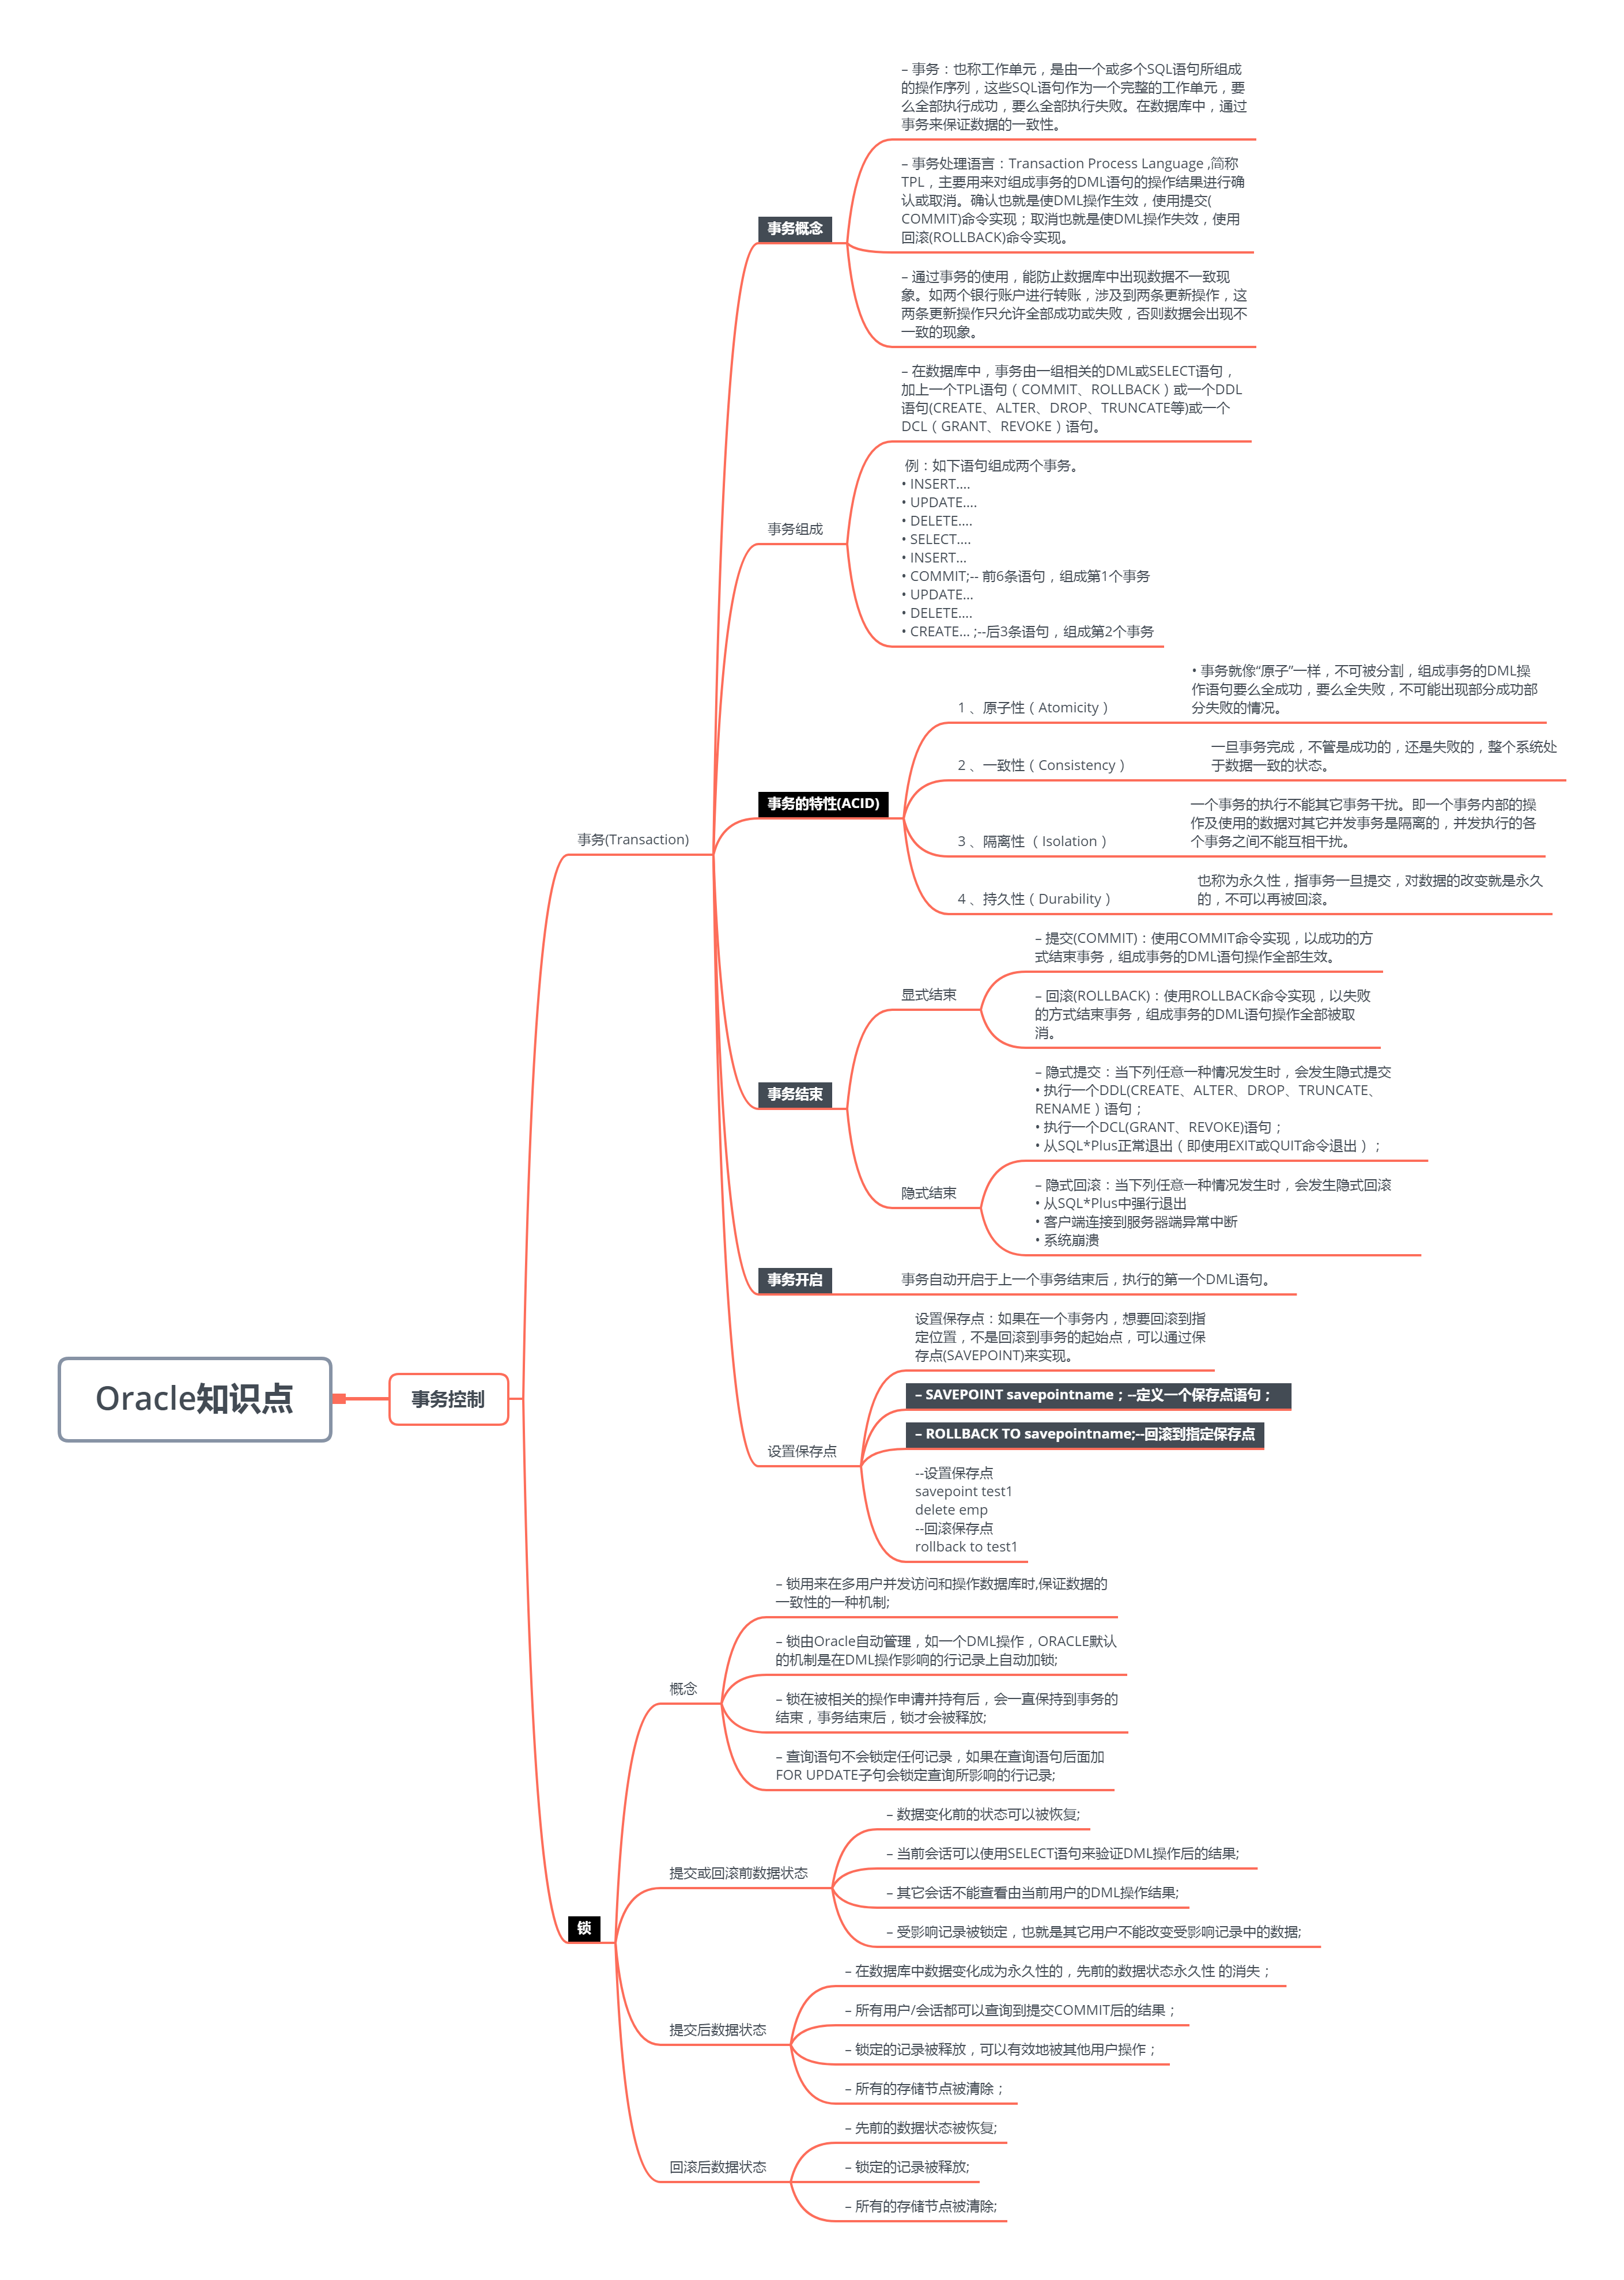 Oracle知识点
事务控制
事务(Transaction)
事务概念
– 事务：也称工作单元，是由一个或多个SQL语句所组成
的操作序列，这些SQL语句作为一个完整的工作单元，要
么全部执行成功，要么全部执行失败。在数据库中，通过
事务来保证数据的一致性。
– 事务处理语言：Transaction Process Language ,简称
TPL，主要用来对组成事务的DML语句的操作结果进行确
认或取消。确认也就是使DML操作生效，使用提交(
COMMIT)命令实现；取消也就是使DML操作失效，使用
回滚(ROLLBACK)命令实现。
– 通过事务的使用，能防止数据库中出现数据不一致现
象。如两个银行账户进行转账，涉及到两条更新操作，这
两条更新操作只允许全部成功或失败，否则数据会出现不
一致的现象。
事务组成
– 在数据库中，事务由一组相关的DML或SELECT语句，
加上一个TPL语句（COMMIT、ROLLBACK）或一个DDL
语句(CREATE、ALTER、DROP、TRUNCATE等)或一个
DCL（GRANT、REVOKE）语句。
例：如下语句组成两个事务。
• INSERT....
• UPDATE....
• DELETE....
• SELECT....
• INSERT...
• COMMIT;-- 前6条语句，组成第1个事务
• UPDATE...
• DELETE....
• CREATE... ;--后3条语句，组成第2个事务
事务的特性(ACID)
1 、原子性（Atomicity）
• 事务就像“原子”一样，不可被分割，组成事务的DML操
作语句要么全成功，要么全失败，不可能出现部分成功部
分失败的情况。
2 、一致性（Consistency）
一旦事务完成，不管是成功的，还是失败的，整个系统处
于数据一致的状态。
3 、隔离性 （Isolation）
一个事务的执行不能其它事务干扰。即一个事务内部的操
作及使用的数据对其它并发事务是隔离的，并发执行的各
个事务之间不能互相干扰。
4 、持久性（Durability）
也称为永久性，指事务一旦提交，对数据的改变就是永久
的，不可以再被回滚。
事务结束
显式结束
– 提交(COMMIT)：使用COMMIT命令实现，以成功的方
式结束事务，组成事务的DML语句操作全部生效。
– 回滚(ROLLBACK)：使用ROLLBACK命令实现，以失败
的方式结束事务，组成事务的DML语句操作全部被取
消。
隐式结束
– 隐式提交：当下列任意一种情况发生时，会发生隐式提交
• 执行一个DDL(CREATE、ALTER、DROP、TRUNCATE、
RENAME）语句；
• 执行一个DCL(GRANT、REVOKE)语句；
• 从SQL*Plus正常退出（即使用EXIT或QUIT命令退出）；
– 隐式回滚：当下列任意一种情况发生时，会发生隐式回滚
• 从SQL*Plus中强行退出
• 客户端连接到服务器端异常中断
• 系统崩溃
事务开启
事务自动开启于上一个事务结束后，执行的第一个DML语句。
设置保存点
设置保存点：如果在一个事务内，想要回滚到指
定位置，不是回滚到事务的起始点，可以通过保
存点(SAVEPOINT)来实现。
– SAVEPOINT savepointname；--定义一个保存点语句；
– ROLLBACK TO savepointname;--回滚到指定保存点
--设置保存点
savepoint test1
delete emp
--回滚保存点
rollback to test1
锁
概念
– 锁用来在多用户并发访问和操作数据库时,保证数据的
一致性的一种机制;
– 锁由Oracle自动管理，如一个DML操作，ORACLE默认
的机制是在DML操作影响的行记录上自动加锁;
– 锁在被相关的操作申请并持有后，会一直保持到事务的
结束，事务结束后，锁才会被释放;
– 查询语句不会锁定任何记录，如果在查询语句后面加
FOR UPDATE子句会锁定查询所影响的行记录;
提交或回滚前数据状态
– 数据变化前的状态可以被恢复;
– 当前会话可以使用SELECT语句来验证DML操作后的结果;
– 其它会话不能查看由当前用户的DML操作结果;
– 受影响记录被锁定，也就是其它用户不能改变受影响记录中的数据;
提交后数据状态
– 在数据库中数据变化成为永久性的，先前的数据状态永久性 的消失；
– 所有用户/会话都可以查询到提交COMMIT后的结果；
– 锁定的记录被释放，可以有效地被其他用户操作；
– 所有的存储节点被清除；
回滚后数据状态
– 先前的数据状态被恢复;
– 锁定的记录被释放;
– 所有的存储节点被清除;